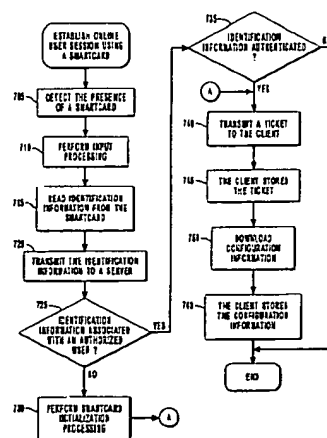 ESTABLISH ONLINE
USER SESSION USING
A SMARTCARD
705
DETECT THE PRESENCE
OF A SMARTCARD
710
PERFORM INPUT
PROCESSING
715
READ IDENTIFICATION
INFORMATION FROM THE
SMARTCARD
720
TRANSMIT THE IDENTIFICATION
INFORMATION TO A SERVER
725
IDENTIFICATION
INFORMATION ASSOCIATED
WITH AN AUTHORIZED
USER ?
YES
NO
730
PERFORM SMARTCARD
INITIALIZATION
PROCESSING
A
735
IDENTIFICATION
INFORMATION AUTHENTICATED
?
YES
A
740
TRANSMIT A TICKET
TO THE CLIENT
THE CLIENT STORES
THE TICKET
DOWNLOAD
CONFIGURATION
INFORMATION
THE CLIENT STORES
THE CONFIGURATION
INFORMATION
END